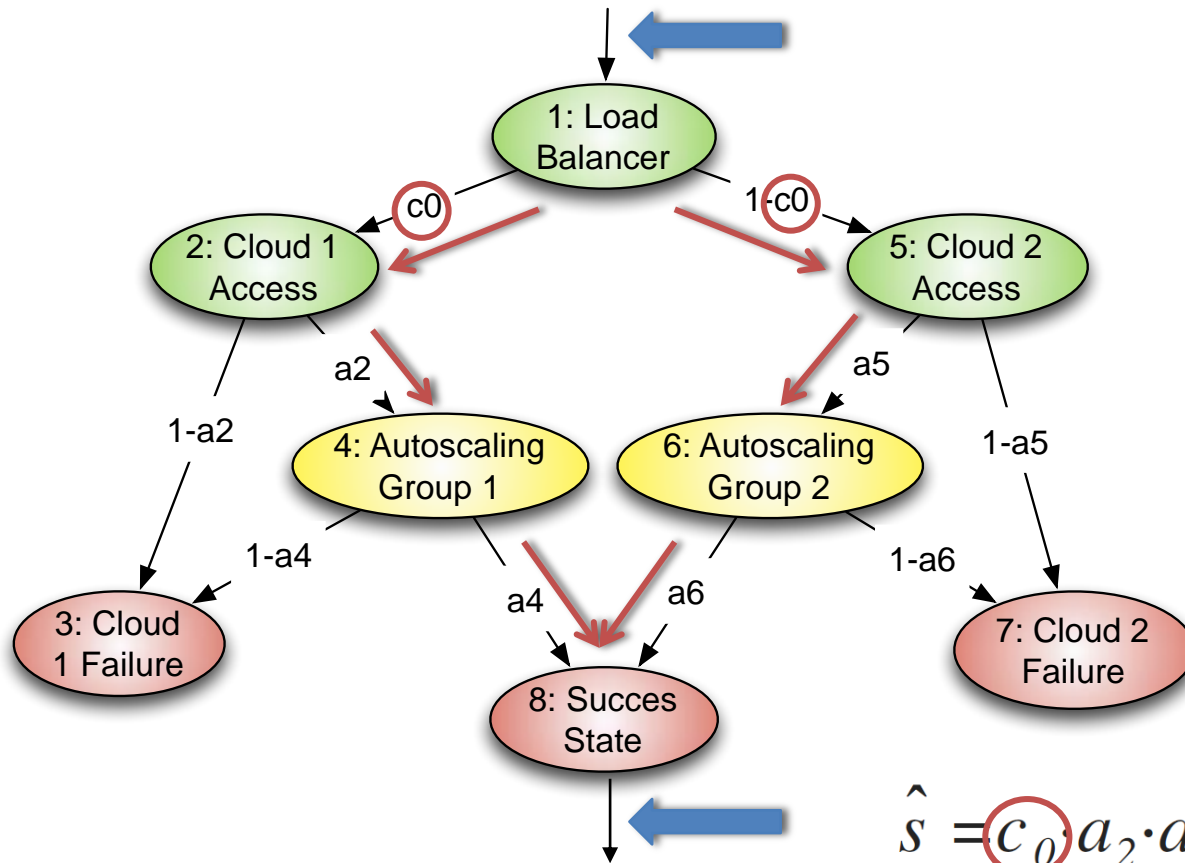 1: Load
Balancer
c0
1-c0
2: Cloud 1
Access
5: Cloud 2
Access
a2
a5
1-a2
4: Autoscaling
Group 1
6: Autoscaling
Group 2
1-a5
1-a4
a4
a6
1-a6
3: Cloud
1 Failure
7: Cloud 2
Failure
8: Succes
State
ŝ = c₀·a₂·a